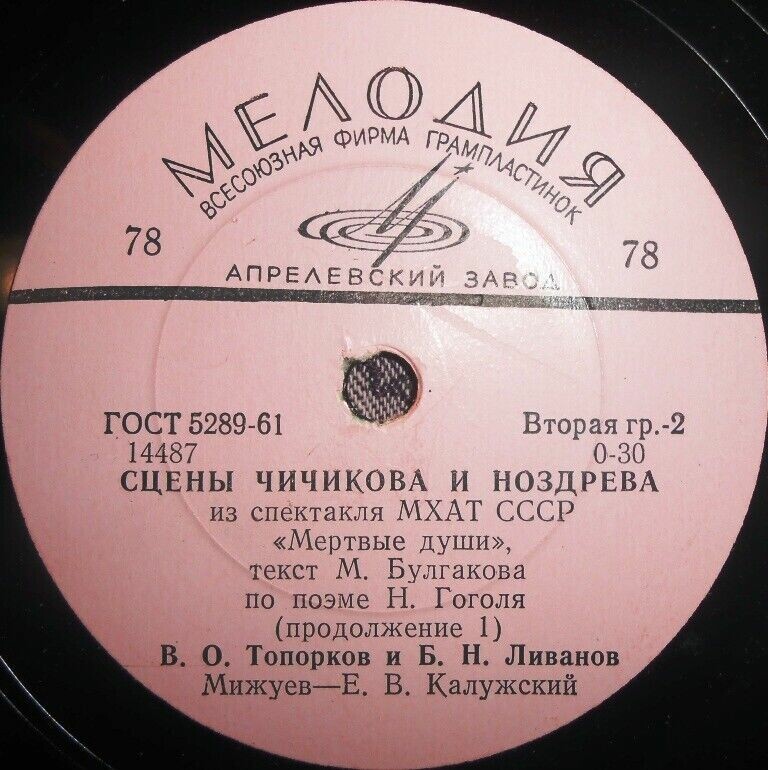 МЕЛОДИЯ
ВСЕСОЮЗНАЯ ФИРМА ГРАМПЛАСТИНОК
78 78
АПРЕЛЕВСКИЙ ЗАВОД
ГОСТ 5289-61 Вторая гр.-2
14487 0-30
СЦЕНЫ ЧИЧИКОВА И НОЗДРЕВА
из спектакля МХАТ СССР
«Мертвые души»,
текст М. Булгакова
по поэме Н. Гоголя
(продолжение 1)
В. О. Топорков и Б. Н. Ливанов
Мижуев—Е. В. Калужский